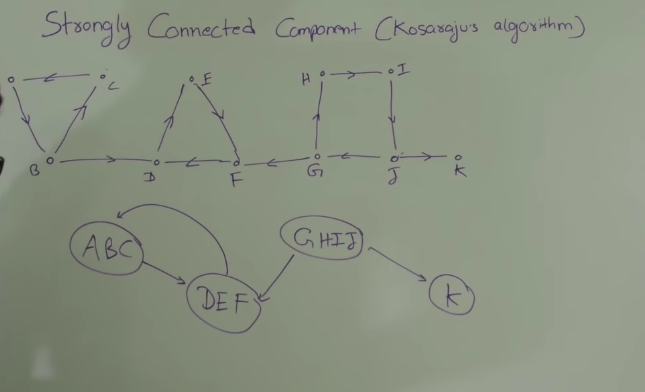 Strongly Connected Component (Kosaraju's algorithm)
C E H I
B D F G J K
ABC GHIJ
DEF K